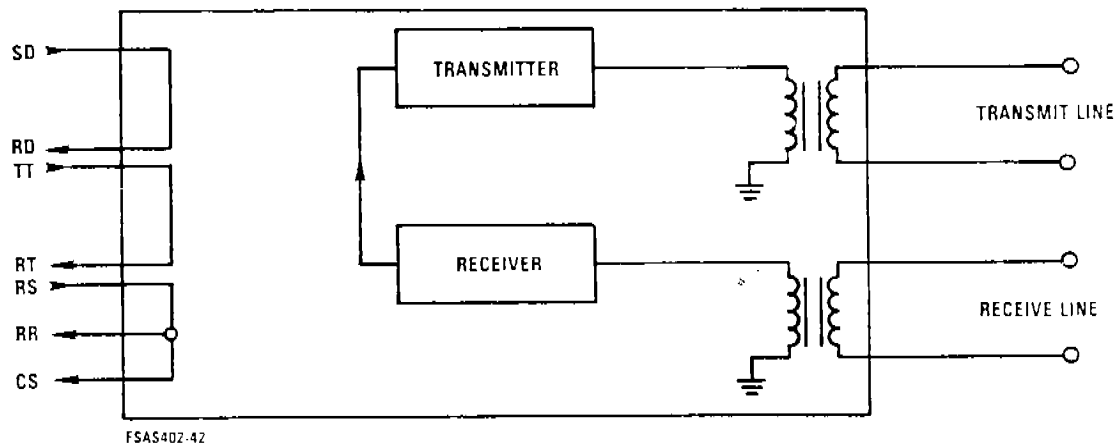 SD
RD
TT
RT
RS
RR
CS
TRANSMITTER
RECEIVER
TRANSMIT LINE
RECEIVE LINE
FSAS402-42